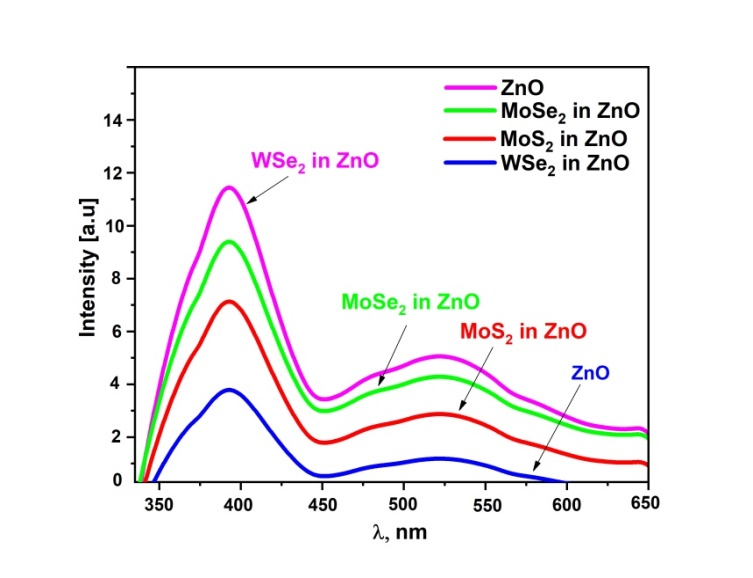 ZnO
MoSe₂ in ZnO
MoS₂ in ZnO
WSe₂ in ZnO
WSe₂ in ZnO
MoSe₂ in ZnO
MoS₂ in ZnO
ZnO
Intensity [a.u]
14
12
10
8
6
4
2
0
350 400 450 500 550 600 650
λ, nm